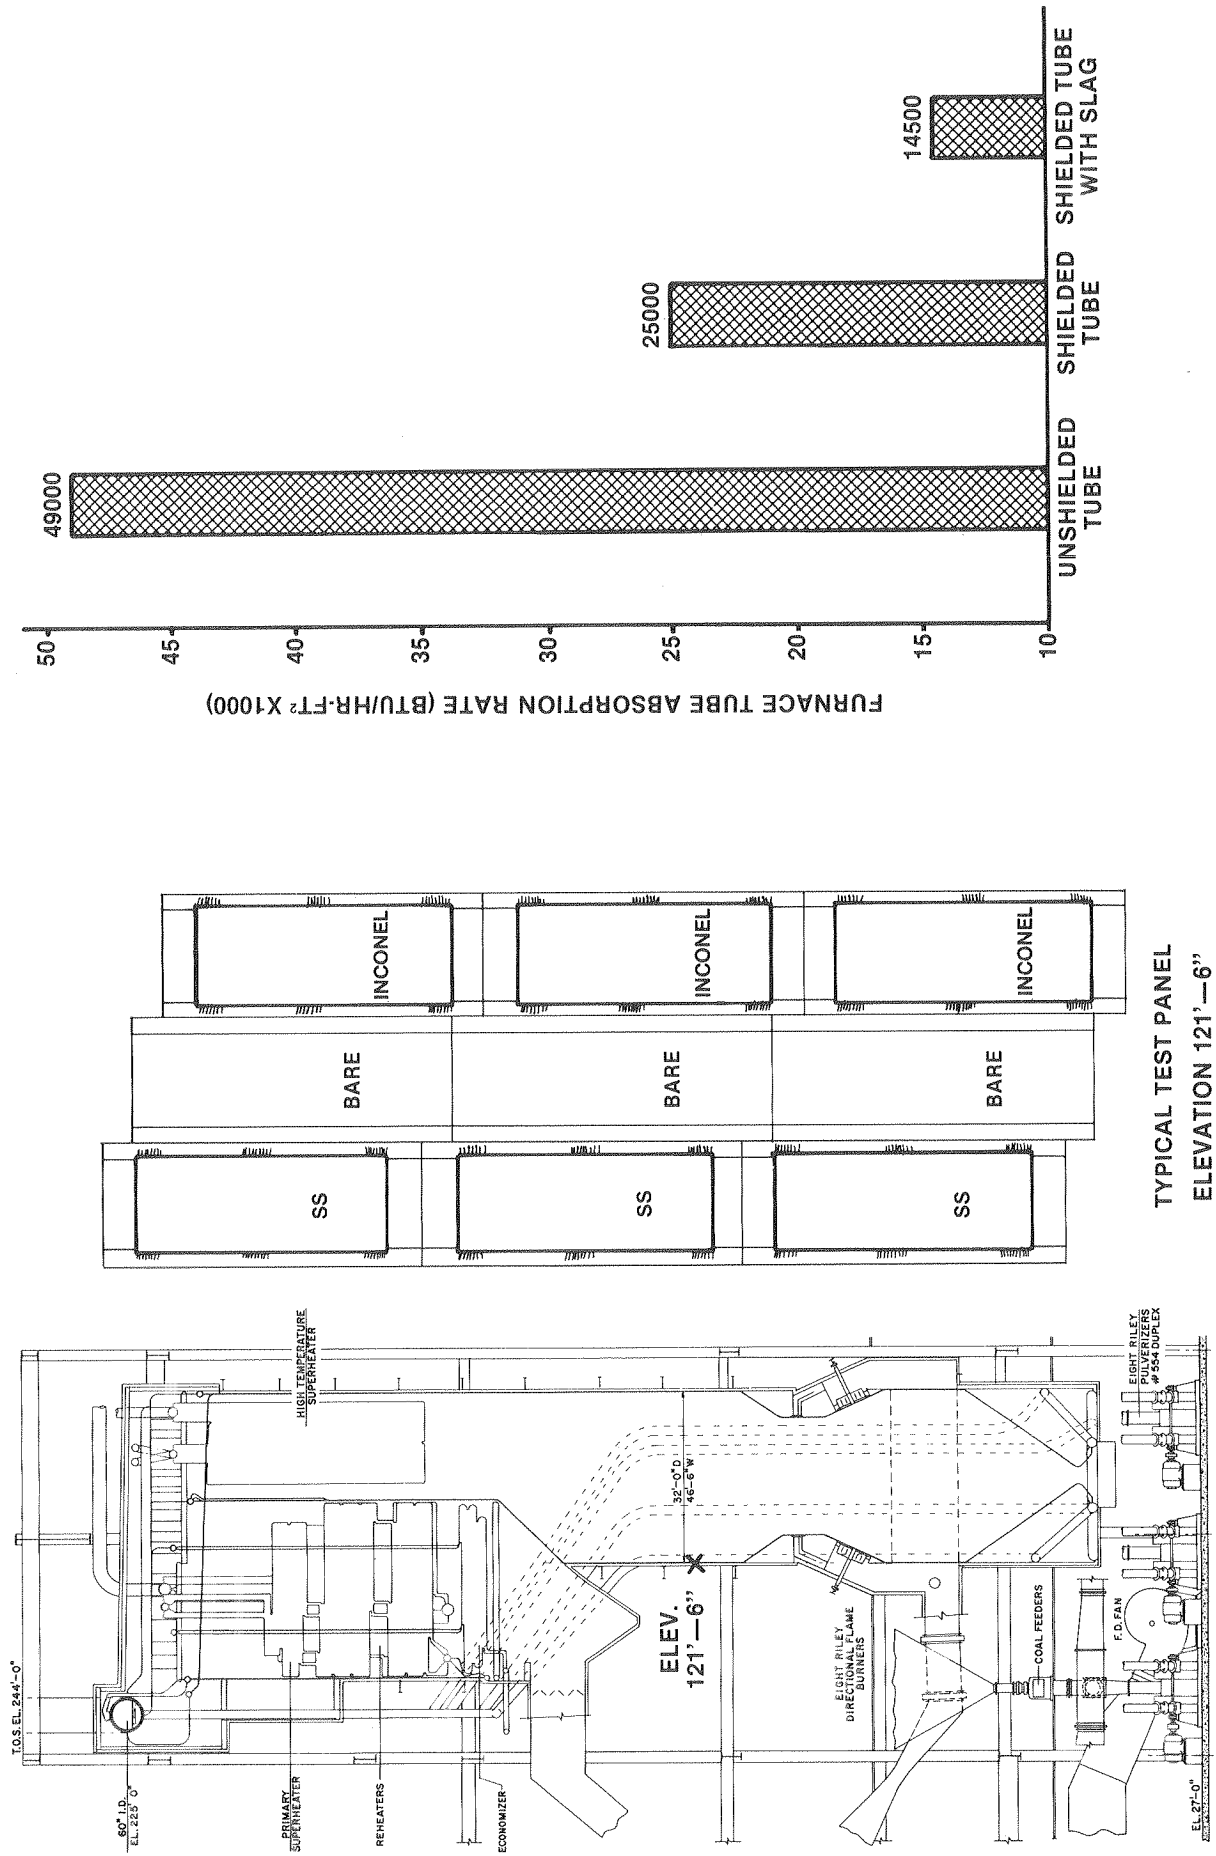 T.O.S. EL. 244'-0"
60" I.D.
EL. 225' 0"
PRIMARY
SUPERHEATER
REHEATERS
ECONOMIZER
HIGH TEMPERATURE
SUPERHEATER
32'-0" D
46'-6" W
ELEV.
121'—6"
EIGHT RILEY
DIRECTIONAL FLAME
BURNERS
COAL FEEDERS
F.D. FAN
EIGHT RILEY
PULVERIZERS
# 554 DUPLEX
EL. 27'-0"
SS
SS
SS
BARE
BARE
BARE
INCONEL
INCONEL
INCONEL
TYPICAL TEST PANEL
ELEVATION 121'—6"
FURNACE TUBE ABSORPTION RATE (BTU/HR-FT² X1000)
50
45
40
35
30
25
20
15
10
49000
25000
14500
UNSHIELDED
TUBE
SHIELDED
TUBE
SHIELDED TUBE
WITH SLAG